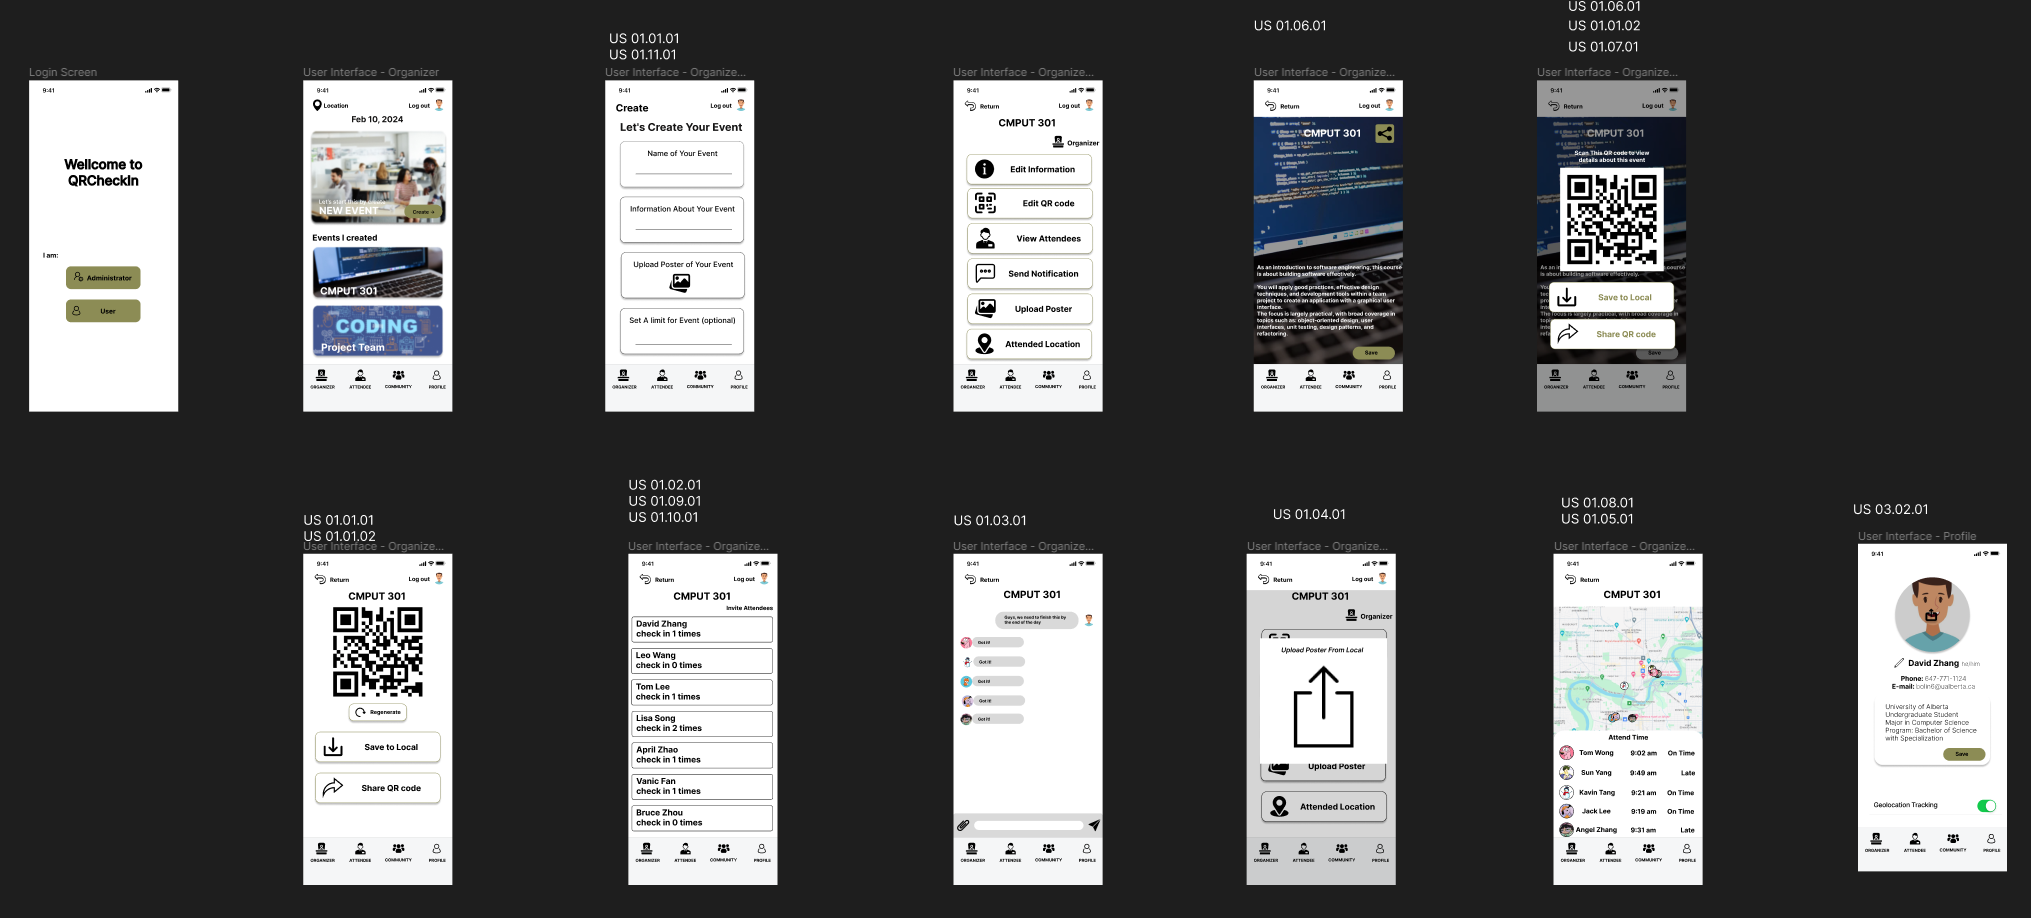 US 01.01.01
US 01.11.01
US 01.06.01
US 01.06.01
US 01.01.02
US 01.07.01
Login Screen
9:41
Wellcome to
QRCheckIn
I am:
Administrator
User
User Interface - Organizer
9:41
Location
Log out
Feb 10, 2024
Let's start this by create
NEW EVENT
Create →
Events I created
CMPUT 301
CODING
Project Team
ORGANIZER
ATTENDEE
COMMUNITY
PROFILE
User Interface - Organize...
9:41
Create
Log out
Let's Create Your Event
Name of Your Event
Information About Your Event
Upload Poster of Your Event
Set A limit for Event (optional)
ORGANIZER
ATTENDEE
COMMUNITY
PROFILE
User Interface - Organize...
9:41
Return
Log out
CMPUT 301
Organizer
Edit Information
Edit QR code
View Attendees
Send Notification
Upload Poster
Attended Location
ORGANIZER
ATTENDEE
COMMUNITY
PROFILE
User Interface - Organize...
9:41
Return
Log out
CMPUT 301
As an introduction to software engineering, this course
is about building software effectively.
You will apply good practices, effective design
techniques, and development tools within a team
project to create an application with a graphical user
interface.
The focus is largely practical, with broad coverage in
topics such as: object-oriented design, user
interfaces, unit testing, design patterns, and
refactoring.
Save
ORGANIZER
ATTENDEE
COMMUNITY
PROFILE
User Interface - Organize...
9:41
Return
Log out
CMPUT 301
Scan This QR code to view
details about this event
is about building software effectively.
Save to Local
The focus is largely practical, with broad coverage in
Share QR code
Save
ORGANIZER
ATTENDEE
COMMUNITY
PROFILE
US 01.01.01
US 01.01.02
User Interface - Organize...
9:41
Return
Log out
CMPUT 301
Regenerate
Save to Local
Share QR code
ORGANIZER
ATTENDEE
COMMUNITY
PROFILE
US 01.02.01
US 01.09.01
US 01.10.01
User Interface - Organize...
9:41
Return
Log out
CMPUT 301
Invite Attendees
David Zhang
check in 1 times
Leo Wang
check in 0 times
Tom Lee
check in 1 times
Lisa Song
check in 2 times
April Zhao
check in 1 times
Vanic Fan
check in 1 times
Bruce Zhou
check in 0 times
ORGANIZER
ATTENDEE
COMMUNITY
PROFILE
US 01.03.01
User Interface - Organize...
9:41
Return
CMPUT 301
Guys, we need to finish this by
the end of the day
Got it!
Got it!
Got it!
Got it!
Got it!
ORGANIZER
ATTENDEE
COMMUNITY
PROFILE
US 01.04.01
User Interface - Organize...
9:41
Return
Log out
CMPUT 301
Organizer
Upload Poster From Local
Upload Poster
Attended Location
ORGANIZER
ATTENDEE
COMMUNITY
PROFILE
US 01.08.01
US 01.05.01
User Interface - Organize...
9:41
Return
CMPUT 301
Attend Time
Tom Wong 9:02 am On Time
Sun Yang 9:49 am Late
Kavin Tang 9:21 am On Time
Jack Lee 9:19 am On Time
Angel Zhang 9:31 am Late
ORGANIZER
ATTENDEE
COMMUNITY
PROFILE
US 03.02.01
User Interface - Profile
9:41
David Zhang he/him
Phone: 647-771-1124
E-mail: bolin6@ualberta.ca
University of Alberta
Undergraduate Student
Major in Computer Science
Program: Bachelor of Science
with Specialization
Save
Geolocation Tracking
ORGANIZER
ATTENDEE
COMMUNITY
PROFILE